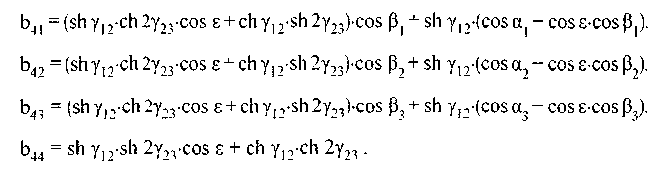 b₄₁ = (sh γ₁₂·ch 2γ₂₃·cos ε + ch γ₁₂·sh 2γ₂₃)·cos β₁ + sh γ₁₂·(cos α₁ − cos ε·cos β₁).
b₄₂ = (sh γ₁₂·ch 2γ₂₃·cos ε + ch γ₁₂·sh 2γ₂₃)·cos β₂ + sh γ₁₂·(cos α₂ − cos ε·cos β₂).
b₄₃ = (sh γ₁₂·ch 2γ₂₃·cos ε + ch γ₁₂·sh 2γ₂₃)·cos β₃ + sh γ₁₂·(cos α₃ − cos ε·cos β₃).
b₄₄ = sh γ₁₂·sh 2γ₂₃·cos ε + ch γ₁₂·ch 2γ₂₃ .